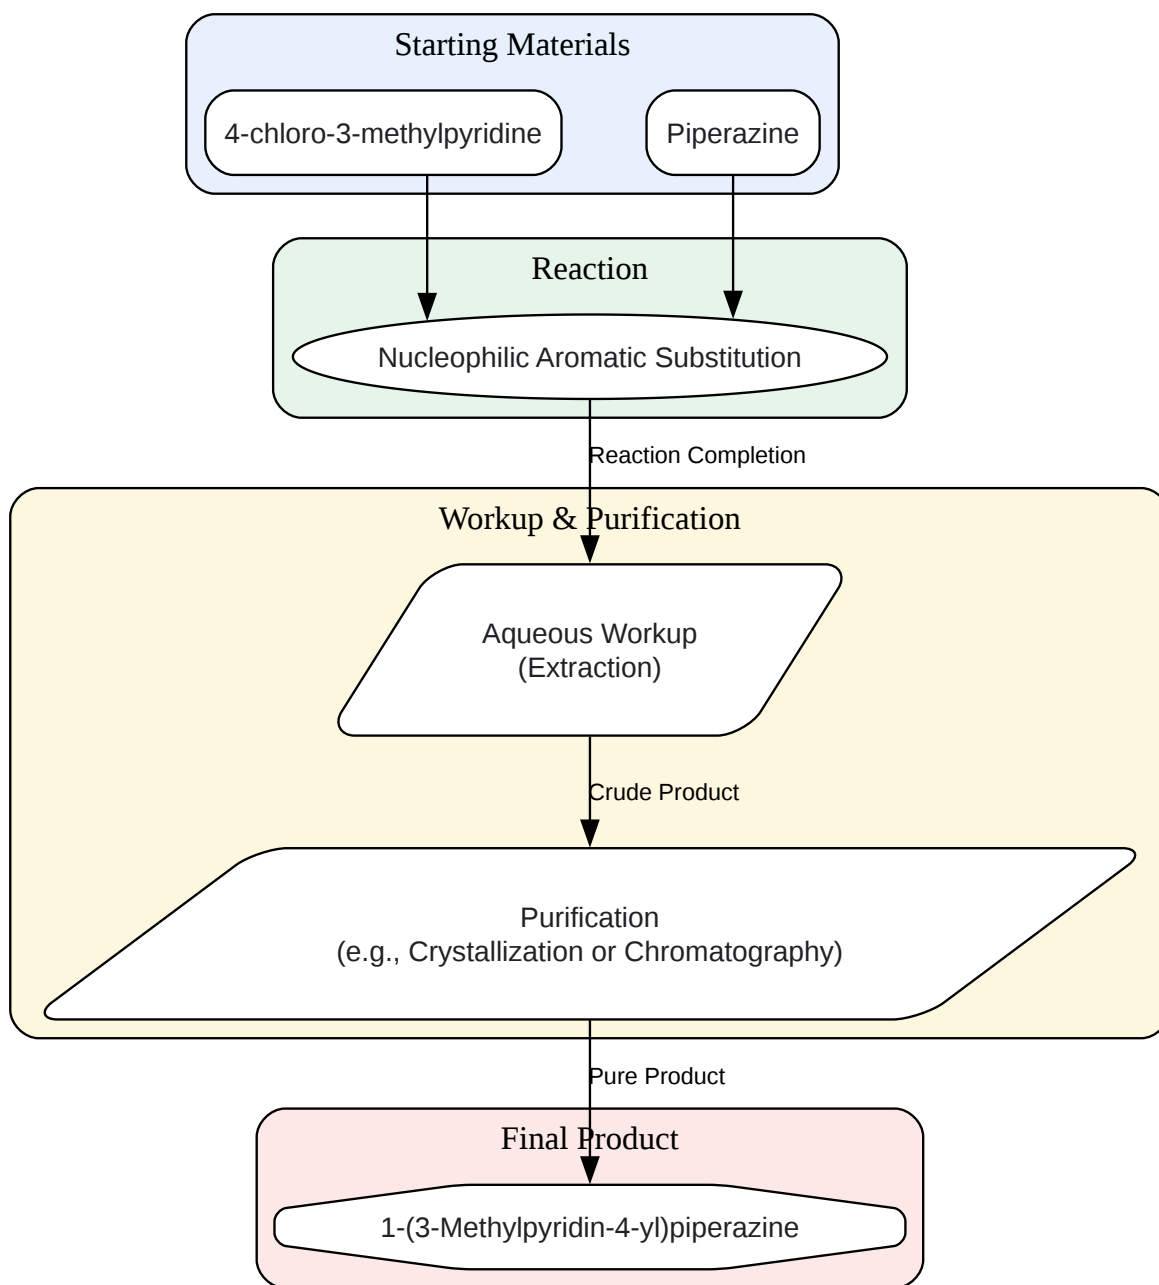 Starting Materials
4-chloro-3-methylpyridine
Piperazine
Reaction
Nucleophilic Aromatic Substitution
Reaction Completion
Workup & Purification
Aqueous Workup
(Extraction)
Crude Product
Purification
(e.g., Crystallization or Chromatography)
Pure Product
Final Product
1-(3-Methylpyridin-4-yl)piperazine